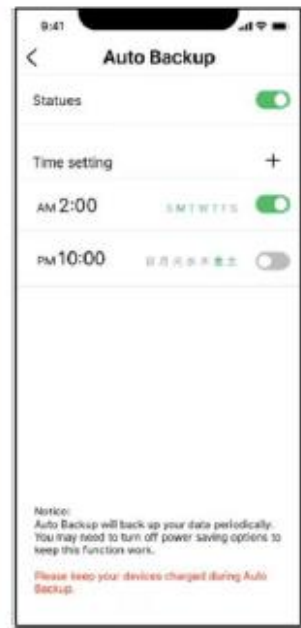 9:41
Auto Backup
Statues
Time setting +
AM 2:00 S M T W T F S
PM 10:00
Notice:
Auto Backup will back up your data periodically.
You may need to turn off power saving options to
keep this function work.
Please keep your devices charged during Auto
Backup.